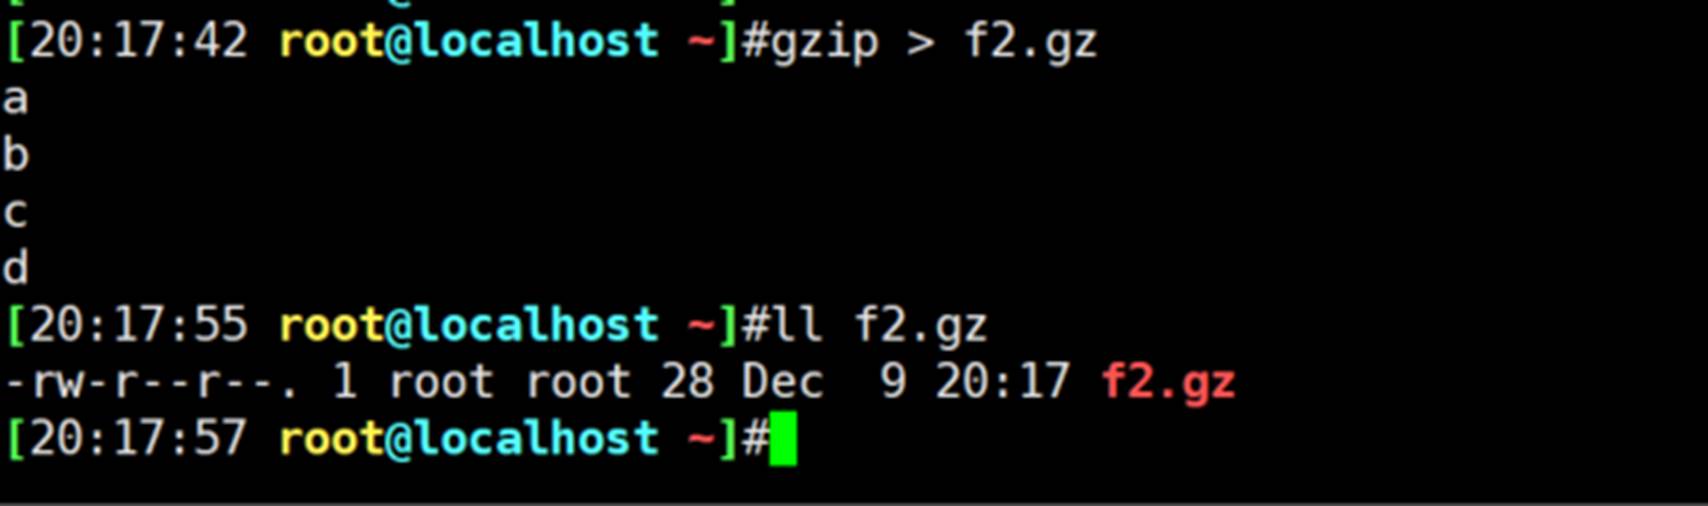 [20:17:42 root@localhost ~]#gzip > f2.gz
a
b
c
d
[20:17:55 root@localhost ~]#ll f2.gz
-rw-r--r--. 1 root root 28 Dec  9 20:17 f2.gz
[20:17:57 root@localhost ~]#